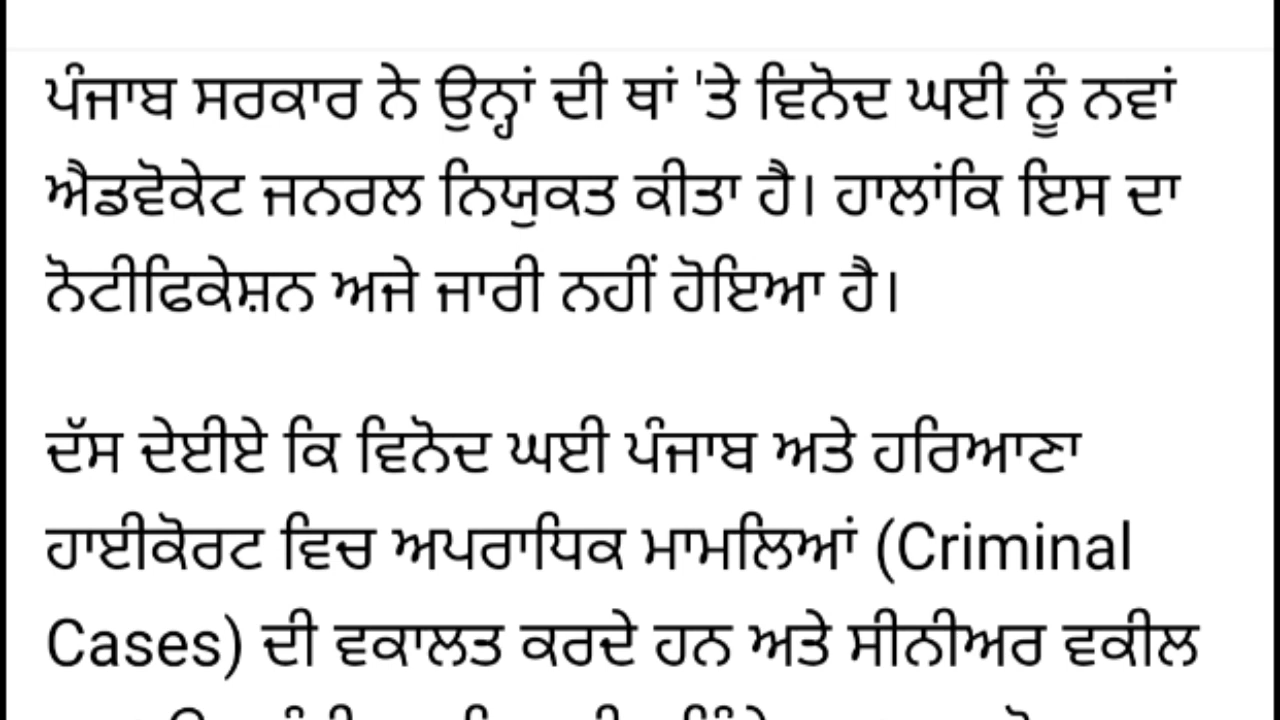 ਪੰਜਾਬ ਸਰਕਾਰ ਨੇ ਉਨ੍ਹਾਂ ਦੀ ਥਾਂ 'ਤੇ ਵਿਨੋਦ ਘਈ ਨੂੰ ਨਵਾਂ
ਐਡਵੋਕੇਟ ਜਨਰਲ ਨਿਯੁਕਤ ਕੀਤਾ ਹੈ। ਹਾਲਾਂਕਿ ਇਸ ਦਾ
ਨੋਟੀਫਿਕੇਸ਼ਨ ਅਜੇ ਜਾਰੀ ਨਹੀਂ ਹੋਇਆ ਹੈ।
ਦੱਸ ਦੇਈਏ ਕਿ ਵਿਨੋਦ ਘਈ ਪੰਜਾਬ ਅਤੇ ਹਰਿਆਣਾ
ਹਾਈਕੋਰਟ ਵਿਚ ਅਪਰਾਧਿਕ ਮਾਮਲਿਆਂ (Criminal
Cases) ਦੀ ਵਕਾਲਤ ਕਰਦੇ ਹਨ ਅਤੇ ਸੀਨੀਅਰ ਵਕੀਲ